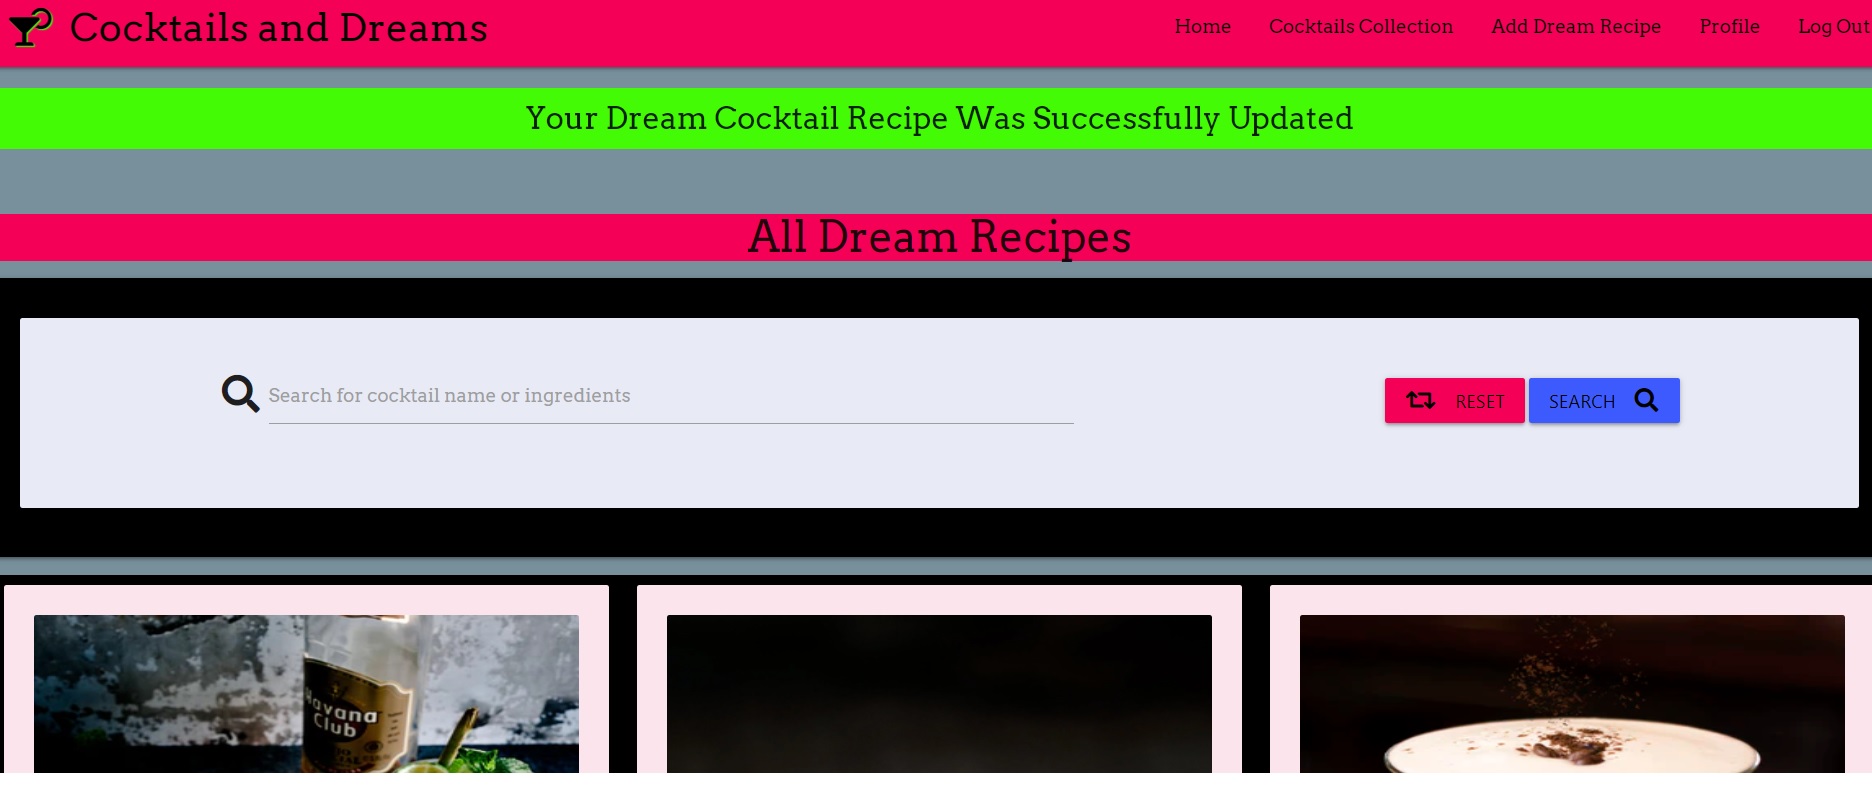 Cocktails and Dreams
Home Cocktails Collection Add Dream Recipe Profile Log Out
Your Dream Cocktail Recipe Was Successfully Updated
All Dream Recipes
Search for cocktail name or ingredients
RESET SEARCH
Havana
Club